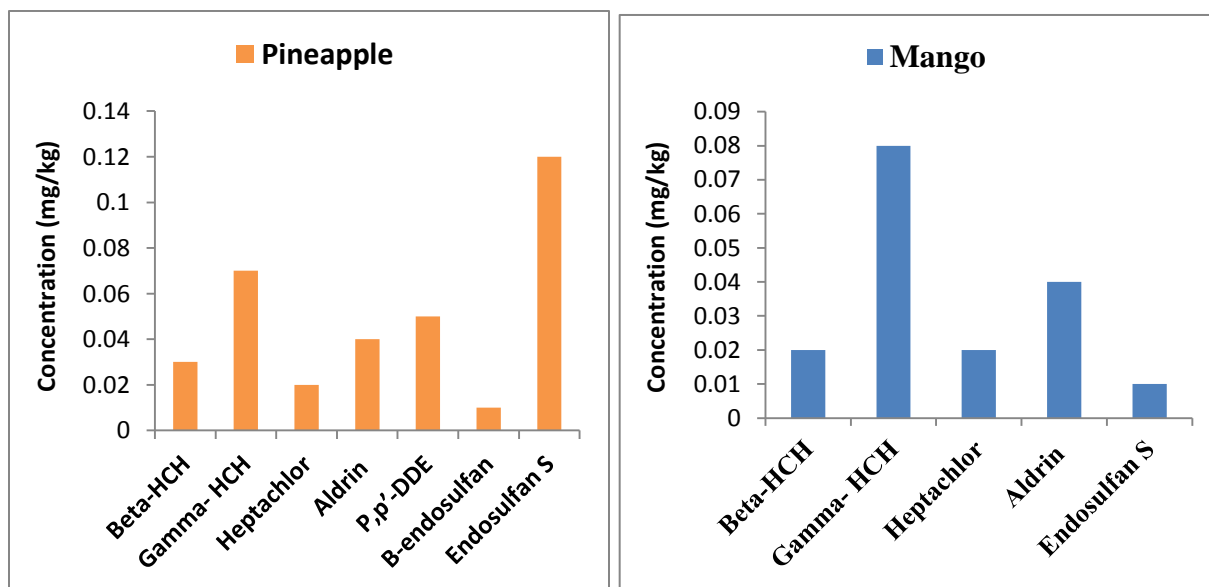 Pineapple
Concentration (mg/kg)
0.14
0.12
0.1
0.08
0.06
0.04
0.02
0
Beta-HCH
Gamma- HCH
Heptachlor
Aldrin
P,p′-DDE
B-endosulfan
Endosulfan S
Mango
Concentration (mg/kg)
0.09
0.08
0.07
0.06
0.05
0.04
0.03
0.02
0.01
0
Beta-HCH
Gamma- HCH
Heptachlor
Aldrin
Endosulfan S